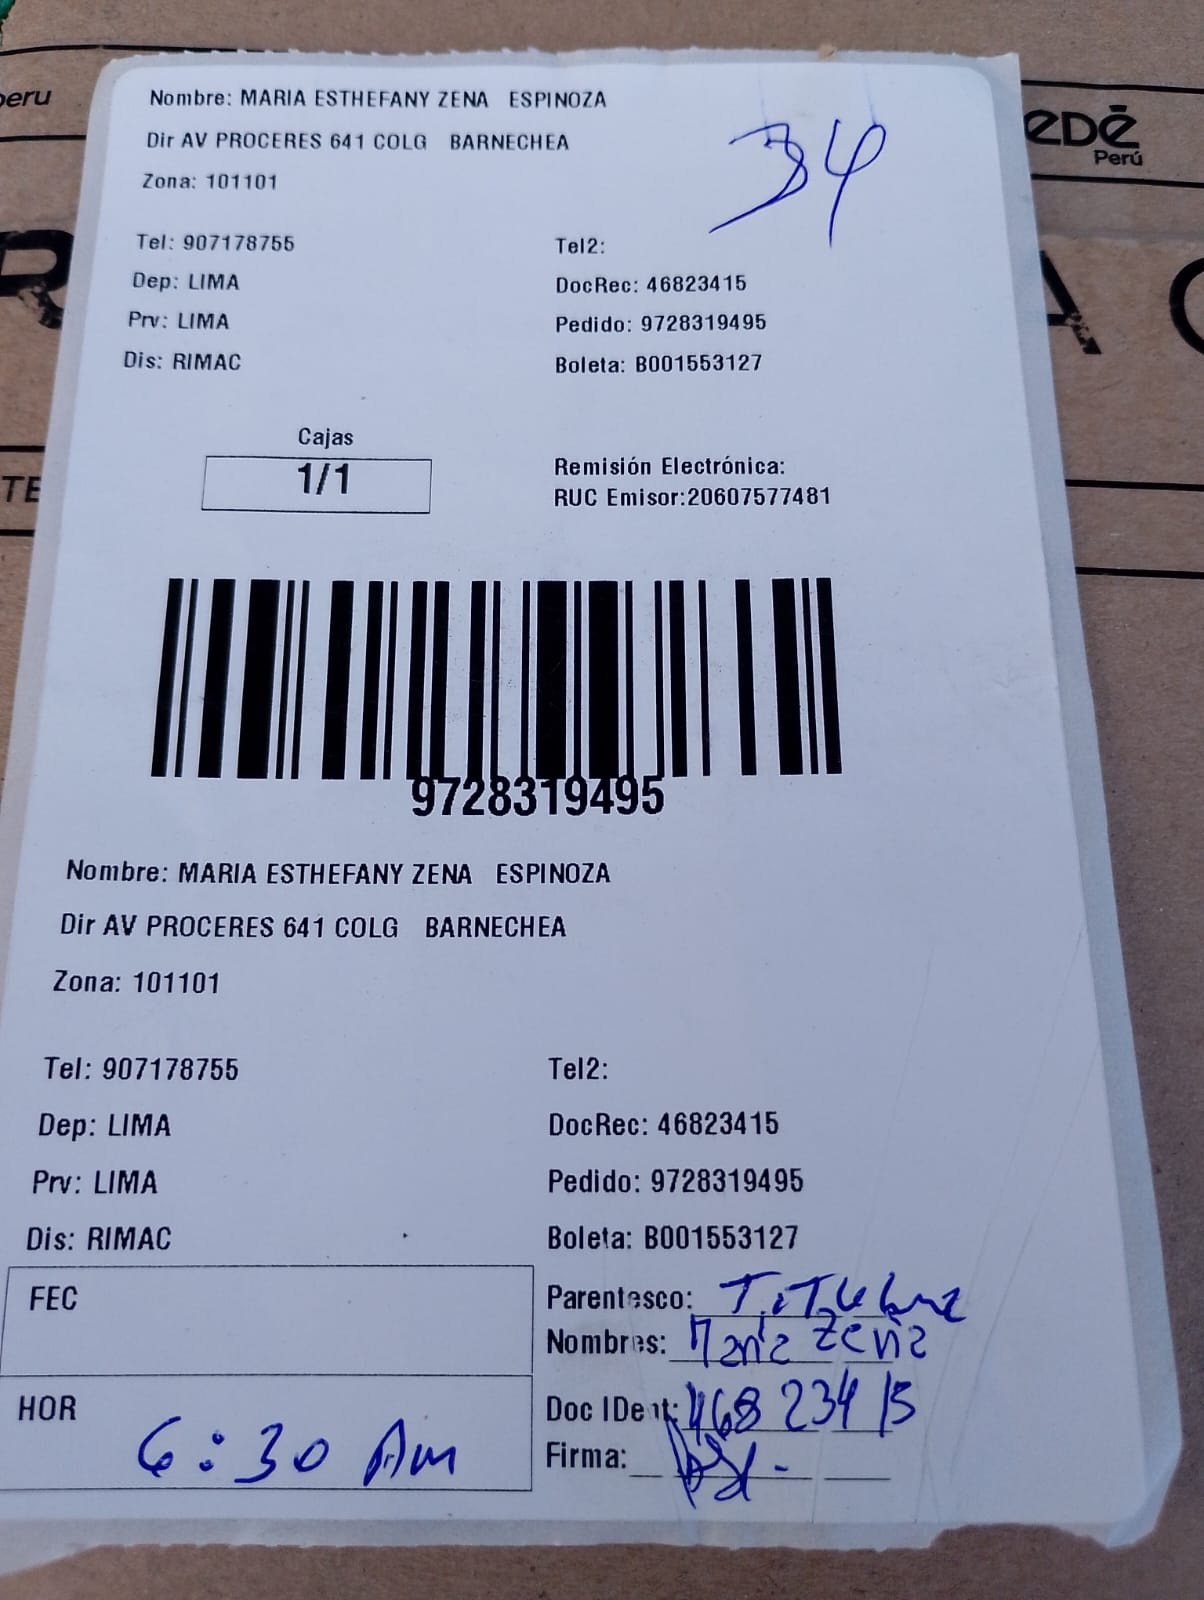 peru
Nombre: MARIA ESTHEFANY ZENA ESPINOZA
34
Dir AV PROCERES 641 COLG BARNECHEA
EDĒ
Perú
Zona: 101101
Tel: 907178755 Tel2:
Dep: LIMA DocRec: 46823415
Prv: LIMA Pedido: 9728319495
Dis: RIMAC Boleta: B001553127
R A
Cajas
1/1
Remisión Electrónica:
RUC Emisor:20607577481
TE
9728319495
Nombre: MARIA ESTHEFANY ZENA ESPINOZA
Dir AV PROCERES 641 COLG BARNECHEA
Zona: 101101
Tel: 907178755 Tel2:
Dep: LIMA DocRec: 46823415
Prv: LIMA Pedido: 9728319495
Dis: RIMAC Boleta: B001553127
FEC
Parentesco: Titular
Nombres: Maria Zeña
HOR 6:30 Am
Doc IDent: 46823415
Firma: